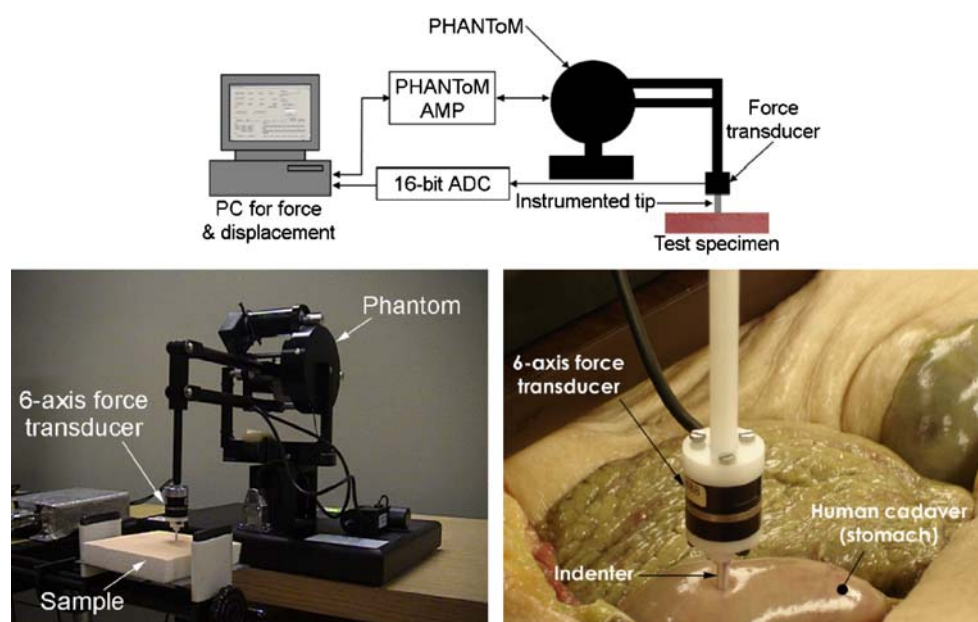 PHANToM
PHANToM
AMP
Force
transducer
16-bit ADC
Instrumented tip
PC for force
& displacement
Test specimen
Phantom
6-axis force
transducer
Sample
6-axis force
transducer
Human cadaver
(stomach)
Indenter